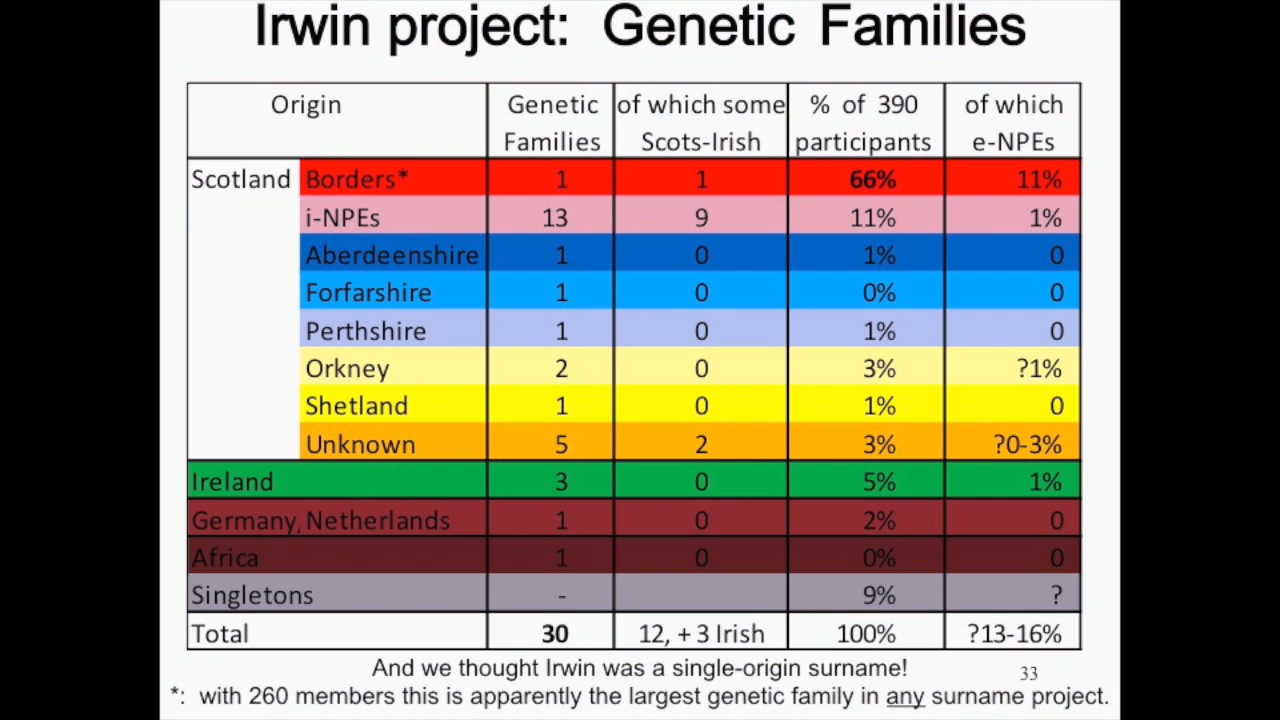 Irwin project: Genetic Families
Origin Genetic Families of which some Scots-Irish % of 390 participants of which e-NPEs
Scotland Borders* 1 1 66% 11%
i-NPEs 13 9 11% 1%
Aberdeenshire 1 0 1% 0
Forfarshire 1 0 0% 0
Perthshire 1 0 1% 0
Orkney 2 0 3% ?1%
Shetland 1 0 1% 0
Unknown 5 2 3% ?0-3%
Ireland 3 0 5% 1%
Germany, Netherlands 1 0 2% 0
Africa 1 0 0% 0
Singletons - 9% ?
Total 30 12, + 3 Irish 100% ?13-16%
And we thought Irwin was a single-origin surname! 33
*: with 260 members this is apparently the largest genetic family in any surname project.